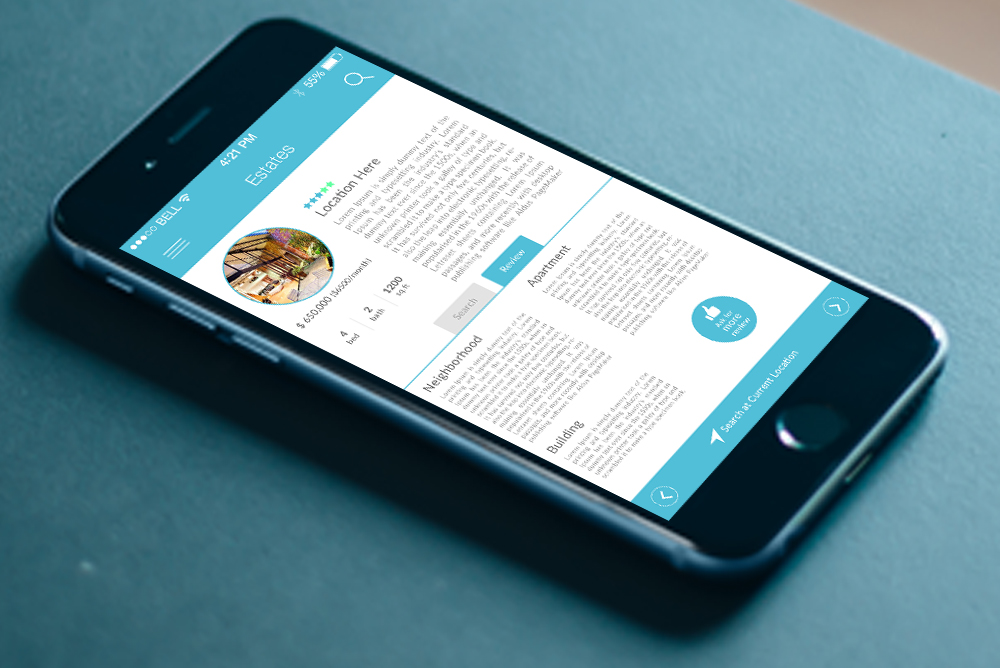 BELL 4:21 PM 55%
Estates
Location Here
Lorem Ipsum is simply dummy text of the
printing and typesetting industry. Lorem
Ipsum has been the industry's standard
dummy text ever since the 1500s, when an
unknown printer took a galley of type and
scrambled it to make a type specimen book.
It has survived not only five centuries, but
also the leap into electronic typesetting, re-
maining essentially unchanged. It was
popularised in the 1960s with the release of
Letraset sheets containing Lorem Ipsum
passages, and more recently with desktop
publishing software like Aldus PageMaker
$ 650,000 ($6500/month)
4 2 1200
bed bath sq ft
Search Review
Neighborhood
Lorem Ipsum is simply dummy text of the
printing and typesetting industry. Lorem
Ipsum has been the industry's standard
dummy text ever since the 1500s, when an
unknown printer took a galley of type and
scrambled it to make a type specimen book.
It has survived not only five centuries, but
also the leap into electronic typesetting, re-
maining essentially unchanged. It was
popularised in the 1960s with the release of
Letraset sheets containing Lorem Ipsum
passages, and more recently with desktop
publishing software like Aldus PageMaker
Apartment
Lorem Ipsum is simply dummy text of the
printing and typesetting industry. Lorem
Ipsum has been the industry's standard
dummy text ever since the 1500s, when an
unknown printer took a galley of type and
scrambled it to make a type specimen book.
It has survived not only five centuries, but
also the leap into electronic typesetting, re-
maining essentially unchanged. It was
popularised in the 1960s with the release of
Letraset sheets containing Lorem Ipsum
passages, and more recently with desktop
publishing software like Aldus PageMaker
Building
Lorem Ipsum is simply dummy text of the
printing and typesetting industry. Lorem
Ipsum has been the industry's standard
dummy text ever since the 1500s, when an
unknown printer took a galley of type and
scrambled it to make a type specimen book.
Ask for
more
review
Search at Current Location